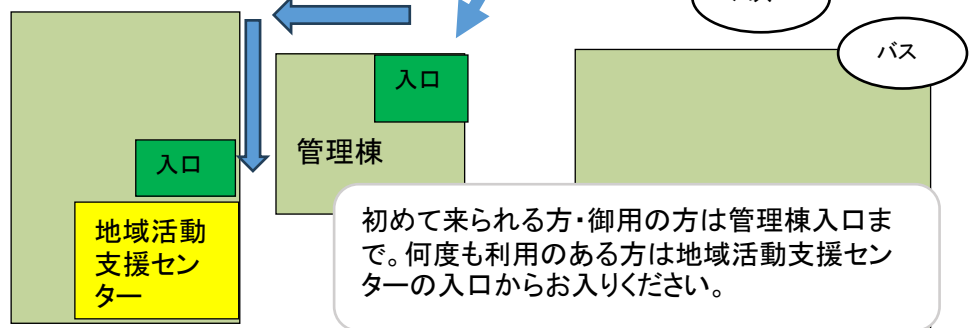 バス
入口
管理棟
入口
地域活動
支援セン
ター
初めて来られる方・御用の方は管理棟入口ま
で。何度も利用のある方は地域活動支援セン
ターの入口からお入りください。